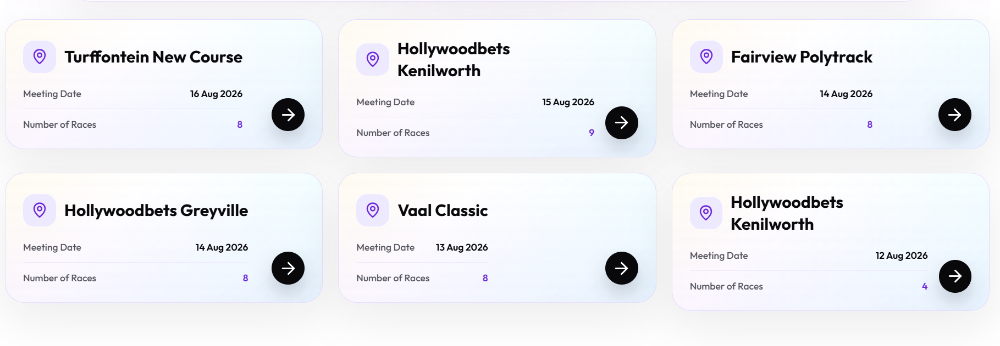 Turffontein New Course
Meeting Date 16 Aug 2026
Number of Races 8
Hollywoodbets
Kenilworth
Meeting Date 15 Aug 2026
Number of Races 9
Fairview Polytrack
Meeting Date 14 Aug 2026
Number of Races 8
Hollywoodbets Greyville
Meeting Date 14 Aug 2026
Number of Races 8
Vaal Classic
Meeting Date 13 Aug 2026
Number of Races 8
Hollywoodbets
Kenilworth
Meeting Date 12 Aug 2026
Number of Races 4